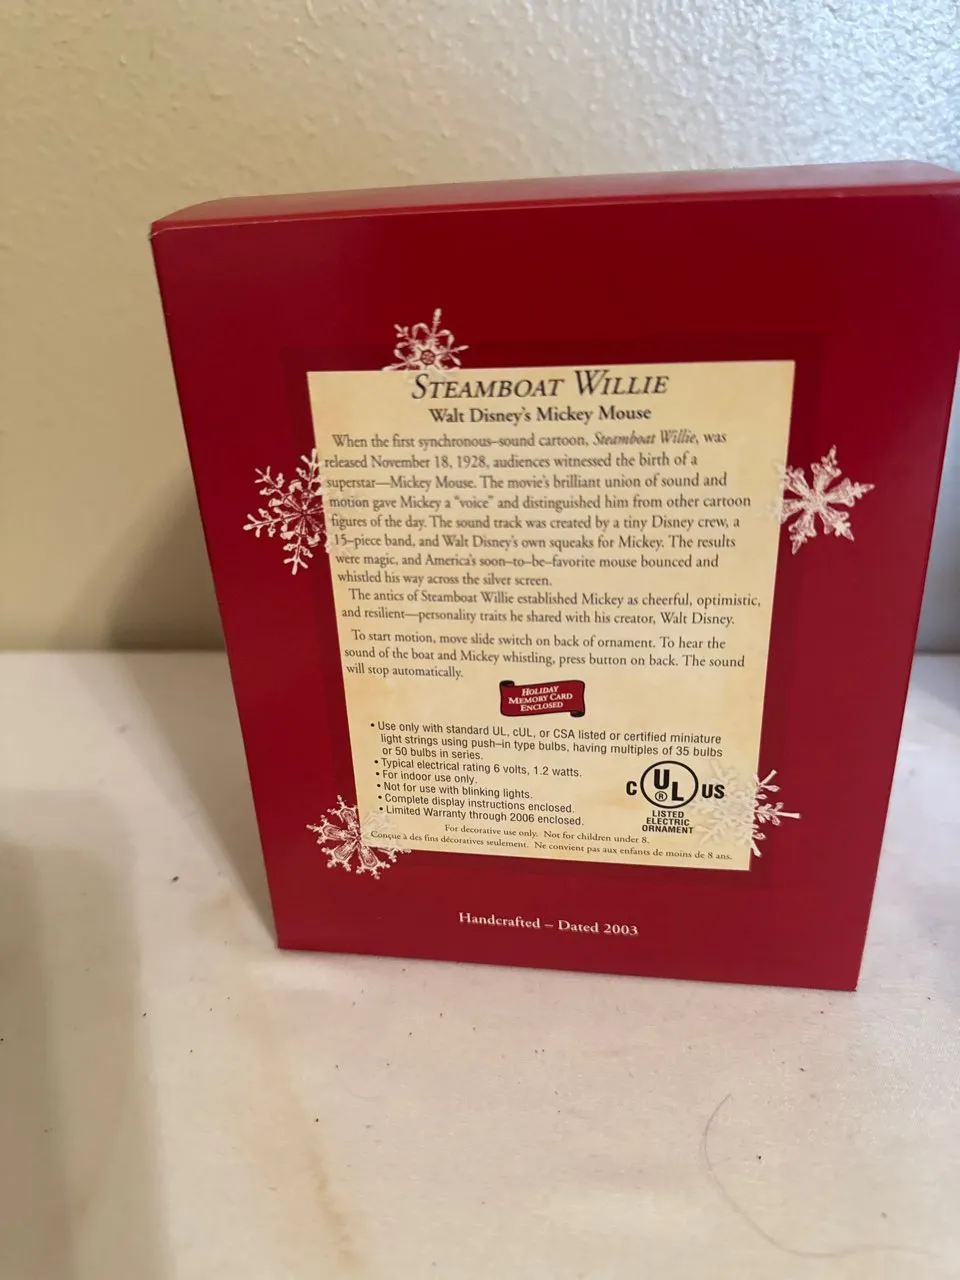 STEAMBOAT WILLIE
Walt Disney's Mickey Mouse
When the first synchronous–sound cartoon, Steamboat Willie, was
released November 18, 1928, audiences witnessed the birth of a
superstar—Mickey Mouse. The movie's brilliant union of sound and
motion gave Mickey a "voice" and distinguished him from other cartoon
figures of the day. The sound track was created by a tiny Disney crew, a
15–piece band, and Walt Disney's own squeaks for Mickey. The results
were magic, and America's soon–to–be–favorite mouse bounced and
whistled his way across the silver screen.
The antics of Steamboat Willie established Mickey as cheerful, optimistic,
and resilient—personality traits he shared with his creator, Walt Disney.
To start motion, move slide switch on back of ornament. To hear the
sound of the boat and Mickey whistling, press button on back. The sound
will stop automatically.
HOLIDAY
MEMORY CARD
ENCLOSED
• Use only with standard UL, cUL, or CSA listed or certified miniature
light strings using push–in type bulbs, having multiples of 35 bulbs
or 50 bulbs in series.
• Typical electrical rating 6 volts, 1.2 watts.
• For indoor use only.
• Not for use with blinking lights.
• Complete display instructions enclosed.
• Limited Warranty through 2006 enclosed.
C UL ® US
LISTED
ELECTRIC
ORNAMENT
For decorative use only. Not for children under 8.
Conçue à des fins décoratives seulement. Ne convient pas aux enfants de moins de 8 ans.
Handcrafted – Dated 2003